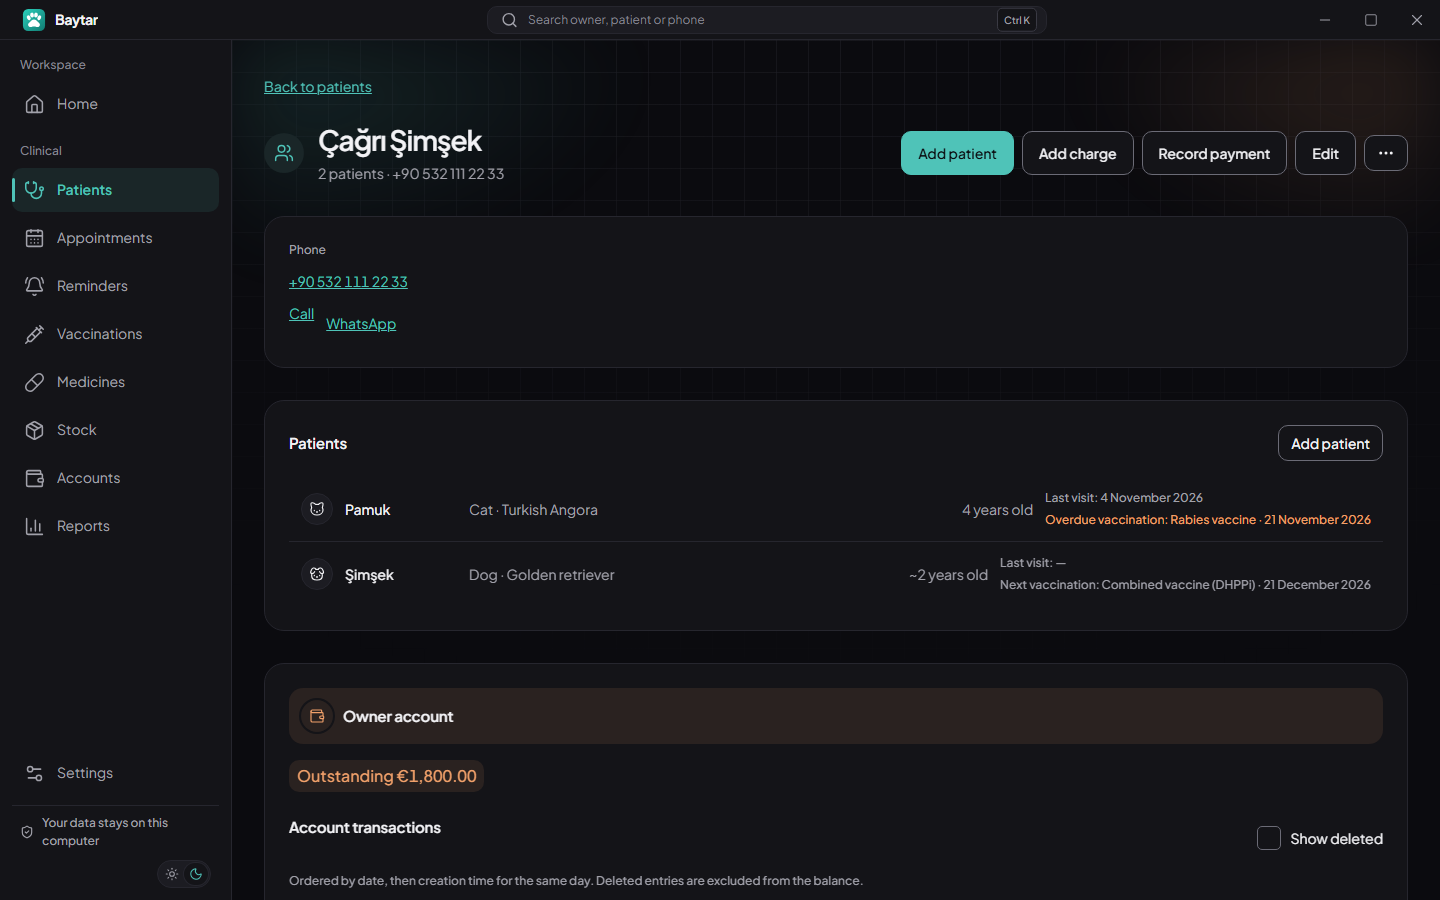 Baytar
Search owner, patient or phone
Ctrl K
Workspace
Home
Clinical
Patients
Appointments
Reminders
Vaccinations
Medicines
Stock
Accounts
Reports
Settings
Your data stays on this
computer
Back to patients
Çağrı Şimşek
2 patients · +90 532 111 22 33
Add patient
Add charge
Record payment
Edit
Phone
+90 532 111 22 33
Call
WhatsApp
Patients
Add patient
Pamuk
Cat · Turkish Angora
4 years old
Last visit: 4 November 2026
Overdue vaccination: Rabies vaccine · 21 November 2026
Şimşek
Dog · Golden retriever
~2 years old
Last visit: —
Next vaccination: Combined vaccine (DHPPi) · 21 December 2026
Owner account
Outstanding €1,800.00
Account transactions
Show deleted
Ordered by date, then creation time for the same day. Deleted entries are excluded from the balance.